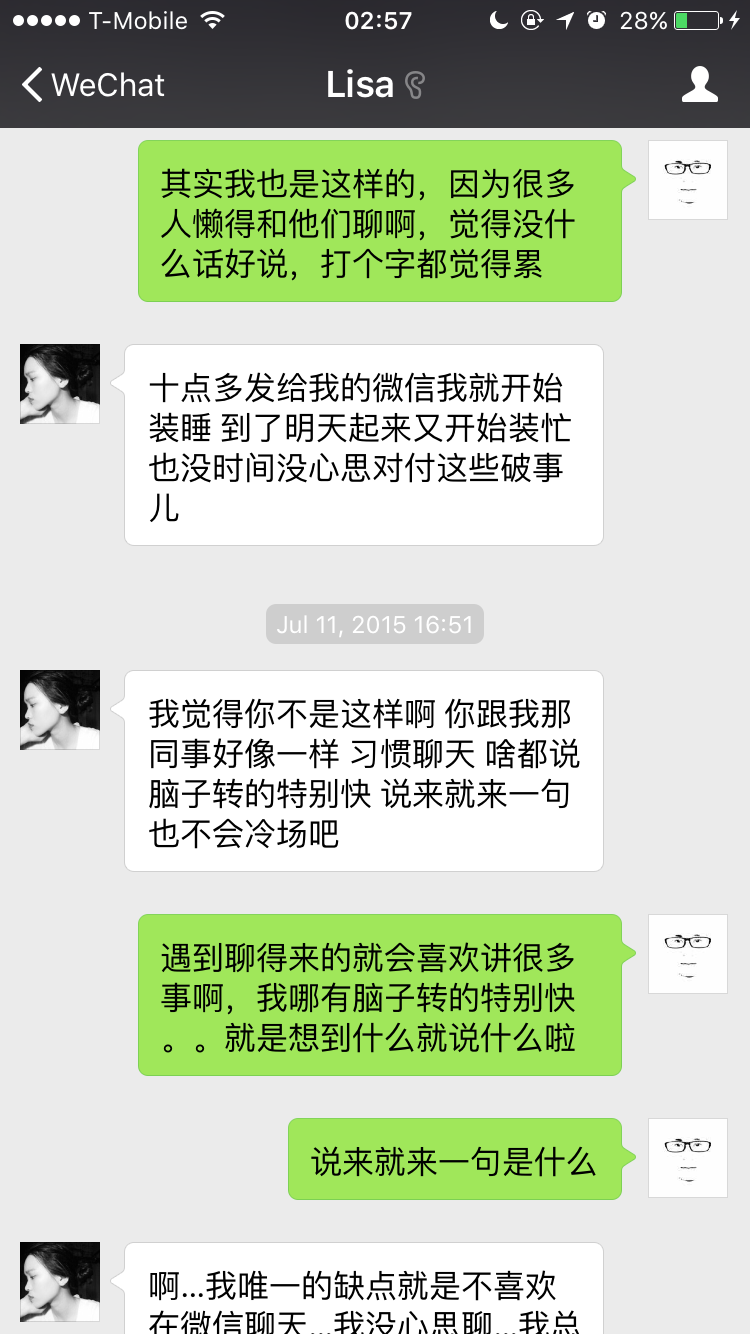 T-Mobile 02:57 28%
WeChat Lisa
其实我也是这样的，因为很多
人懒得和他们聊啊，觉得没什
么话好说，打个字都觉得累
十点多发给我的微信我就开始
装睡 到了明天起来又开始装忙
也没时间没心思对付这些破事
儿
Jul 11, 2015 16:51
我觉得你不是这样啊 你跟我那
同事好像一样 习惯聊天 啥都说
脑子转的特别快 说来就来一句
也不会冷场吧
遇到聊得来的就会喜欢讲很多
事啊，我哪有脑子转的特别快
。。就是想到什么就说什么啦
说来就来一句是什么
啊...我唯一的缺点就是不喜欢
在微信聊天...我没心思聊...我总